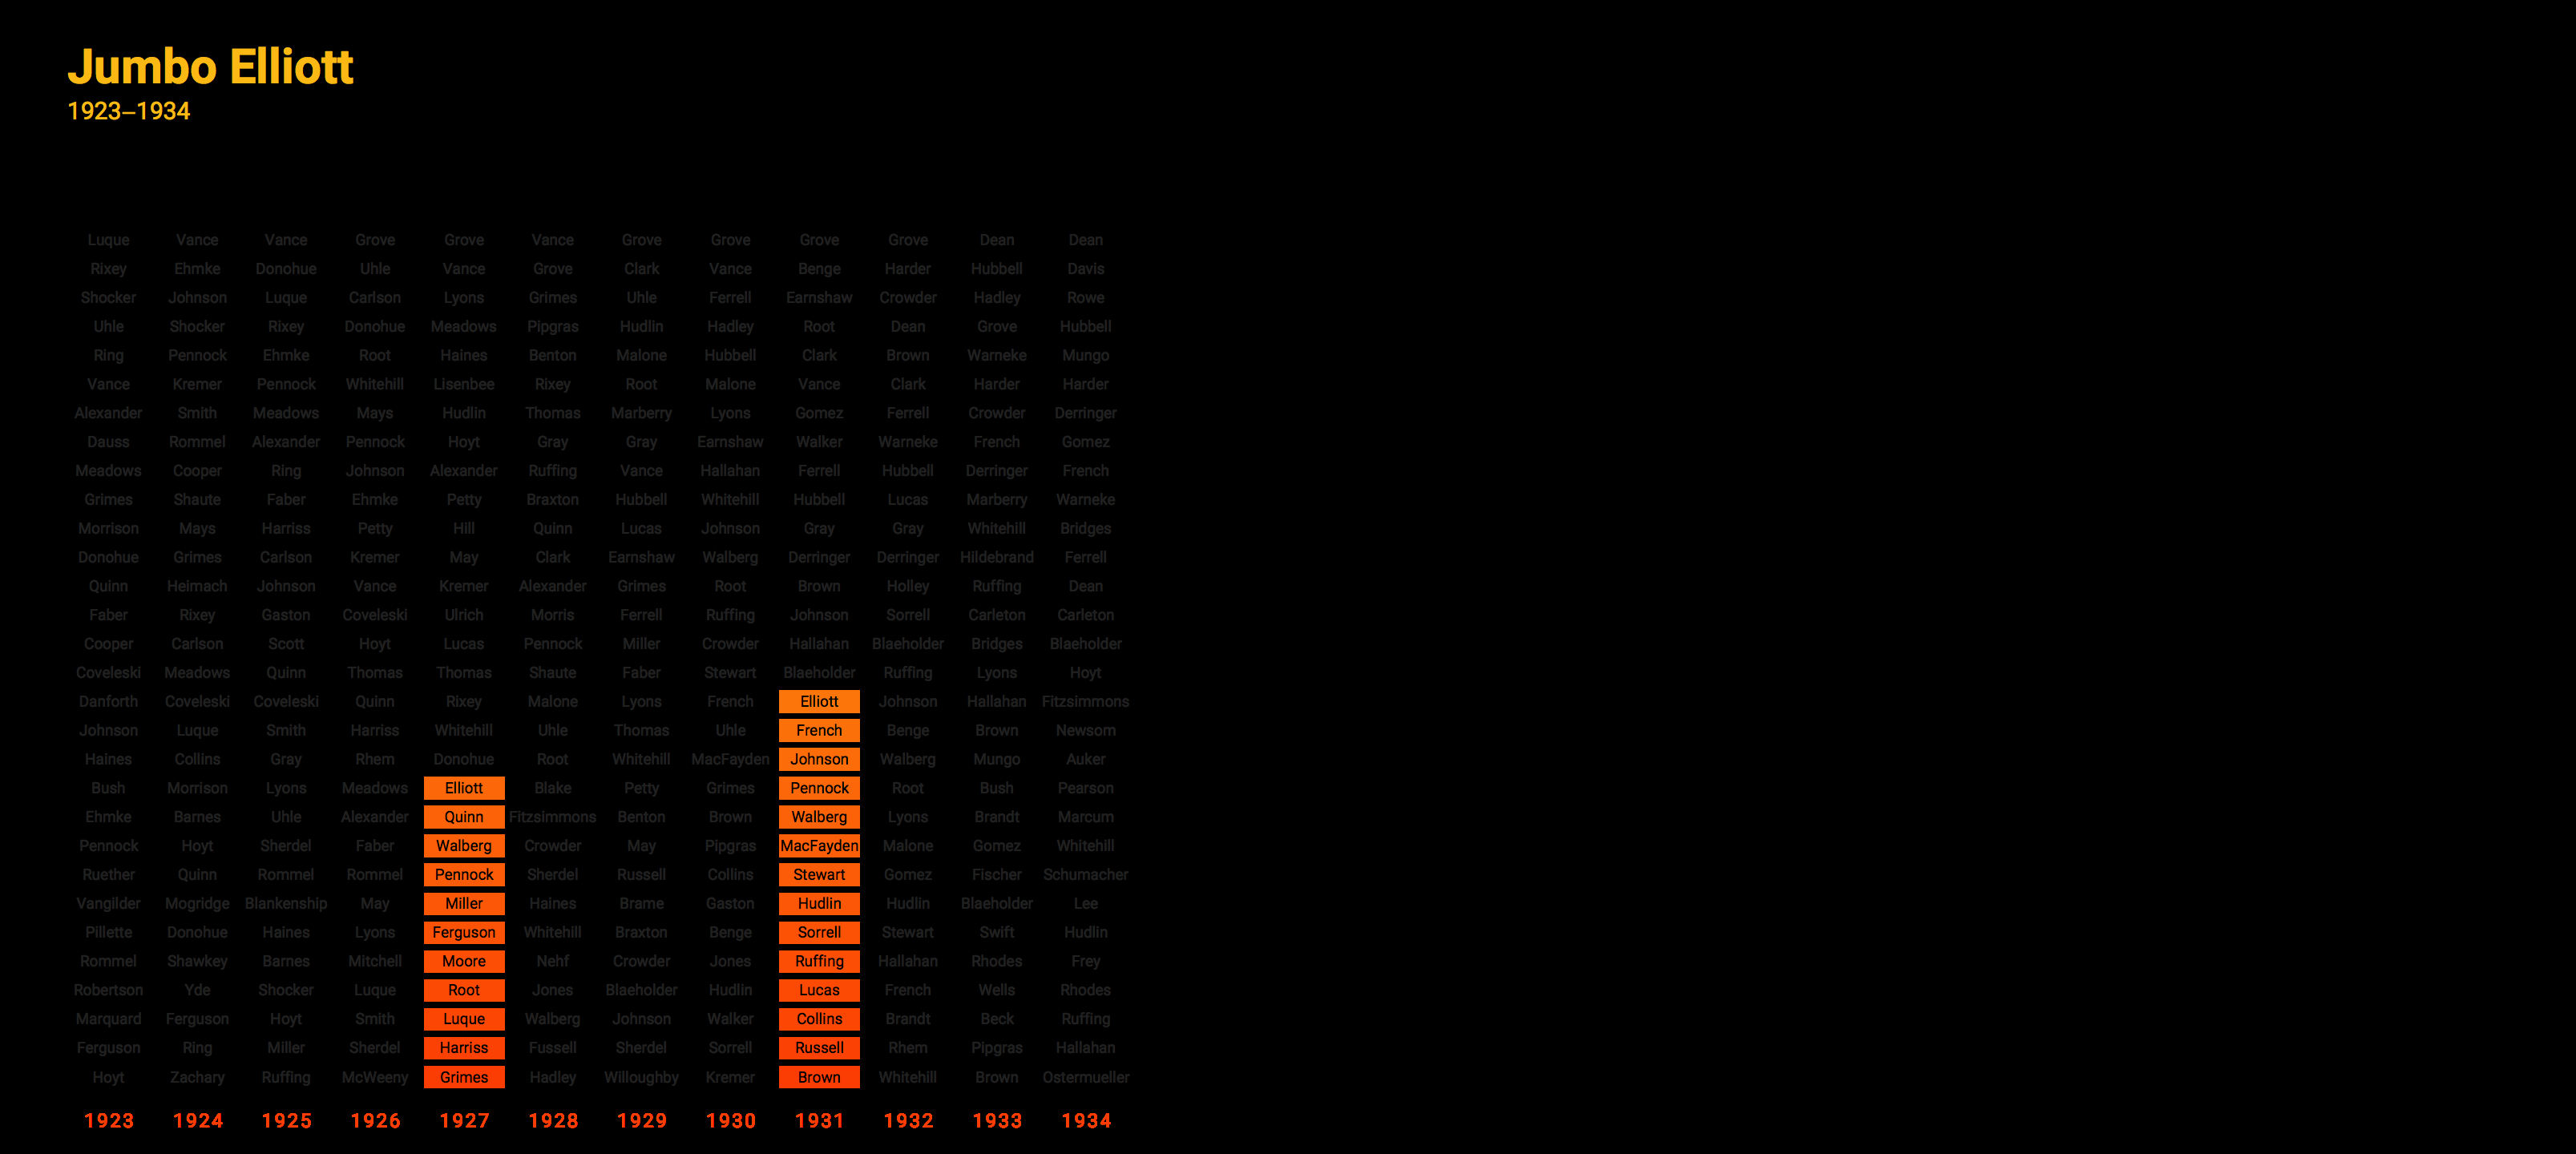 Jumbo Elliott
1923–1934
Luque Vance Vance Grove Grove Vance Grove Grove Grove Grove Dean Dean
Rixey Ehmke Donohue Uhle Vance Grove Clark Vance Benge Harder Hubbell Davis
Shocker Johnson Luque Carlson Lyons Grimes Uhle Ferrell Earnshaw Crowder Hadley Rowe
Uhle Shocker Rixey Donohue Meadows Pipgras Hudlin Hadley Root Dean Grove Hubbell
Ring Pennock Ehmke Root Haines Benton Malone Hubbell Clark Brown Warneke Mungo
Vance Kremer Pennock Whitehill Lisenbee Rixey Root Malone Vance Clark Harder Harder
Alexander Smith Meadows Mays Hudlin Thomas Marberry Lyons Gomez Ferrell Crowder Derringer
Dauss Rommel Alexander Pennock Hoyt Gray Gray Earnshaw Walker Warneke French Gomez
Meadows Cooper Ring Johnson Alexander Ruffing Vance Hallahan Ferrell Hubbell Derringer French
Grimes Shaute Faber Ehmke Petty Braxton Hubbell Whitehill Hubbell Lucas Marberry Warneke
Morrison Mays Harriss Petty Hill Quinn Lucas Johnson Gray Gray Whitehill Bridges
Donohue Grimes Carlson Kremer May Clark Earnshaw Walberg Derringer Derringer Hildebrand Ferrell
Quinn Heimach Johnson Vance Kremer Alexander Grimes Root Brown Holley Ruffing Dean
Faber Rixey Gaston Coveleski Ulrich Morris Ferrell Ruffing Johnson Sorrell Carleton Carleton
Cooper Carlson Scott Hoyt Lucas Pennock Miller Crowder Hallahan Blaeholder Bridges Blaeholder
Coveleski Meadows Quinn Thomas Thomas Shaute Faber Stewart Blaeholder Ruffing Lyons Hoyt
Danforth Coveleski Coveleski Quinn Rixey Malone Lyons French Elliott Johnson Hallahan Fitzsimmons
Johnson Luque Smith Harriss Whitehill Uhle Thomas Uhle French Benge Brown Newsom
Haines Collins Gray Rhem Donohue Root Whitehill MacFayden Johnson Walberg Mungo Auker
Bush Morrison Lyons Meadows Elliott Blake Petty Grimes Pennock Root Bush Pearson
Ehmke Barnes Uhle Alexander Quinn Fitzsimmons Benton Brown Walberg Lyons Brandt Marcum
Pennock Hoyt Sherdel Faber Walberg Crowder May Pipgras MacFayden Malone Gomez Whitehill
Ruether Quinn Rommel Rommel Pennock Sherdel Russell Collins Stewart Gomez Fischer Schumacher
Vangilder Mogridge Blankenship May Miller Haines Brame Gaston Hudlin Hudlin Blaeholder Lee
Pillette Donohue Haines Lyons Ferguson Whitehill Braxton Benge Sorrell Stewart Swift Hudlin
Rommel Shawkey Barnes Mitchell Moore Nehf Crowder Jones Ruffing Hallahan Rhodes Frey
Robertson Yde Shocker Luque Root Jones Blaeholder Hudlin Lucas French Wells Rhodes
Marquard Ferguson Hoyt Smith Luque Walberg Johnson Walker Collins Brandt Beck Ruffing
Ferguson Ring Miller Sherdel Harriss Fussell Sherdel Sorrell Russell Rhem Pipgras Hallahan
Hoyt Zachary Ruffing McWeeny Grimes Hadley Willoughby Kremer Brown Whitehill Brown Ostermueller
1923 1924 1925 1926 1927 1928 1929 1930 1931 1932 1933 1934